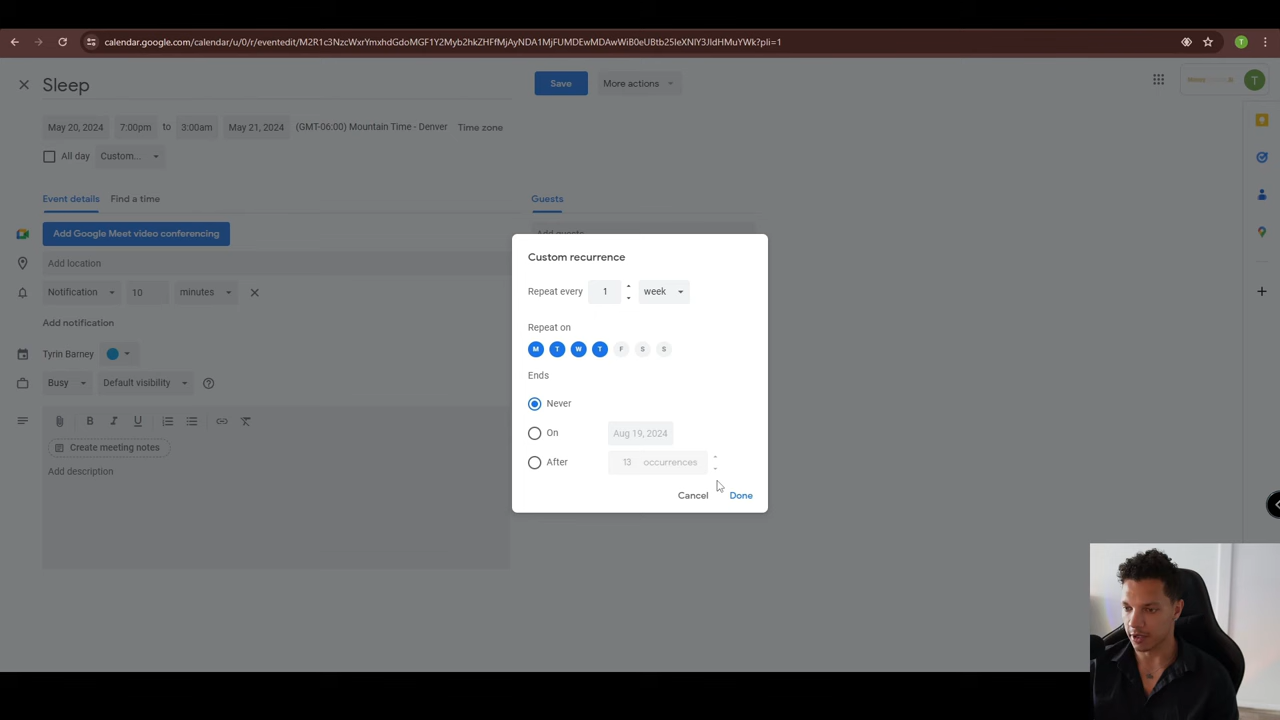 calendar.google.com/calendar/u/0/r/eventedit/M2R1c3NzcWxrYmxhdGdoMGF1Y2Myb2hkZHFfMjAyNDA1MjFUMDEwMDAwWiB0eUBtb25leXNlY3JldHMuYWk?pli=1
T
Sleep
Save
More actions
T
May 20, 2024
7:00pm
to
3:00am
May 21, 2024
(GMT-06:00) Mountain Time - Denver
Time zone
All day
Custom...
Event details
Find a time
Guests
Add Google Meet video conferencing
Add guests
Add location
Notification
10
minutes
Add notification
Tyrin Barney
Busy
Default visibility
B
I
U
Create meeting notes
Add description
Custom recurrence
Repeat every
1
week
Repeat on
M T W T F S S
Ends
Never
On
Aug 19, 2024
After
13 occurrences
Cancel
Done